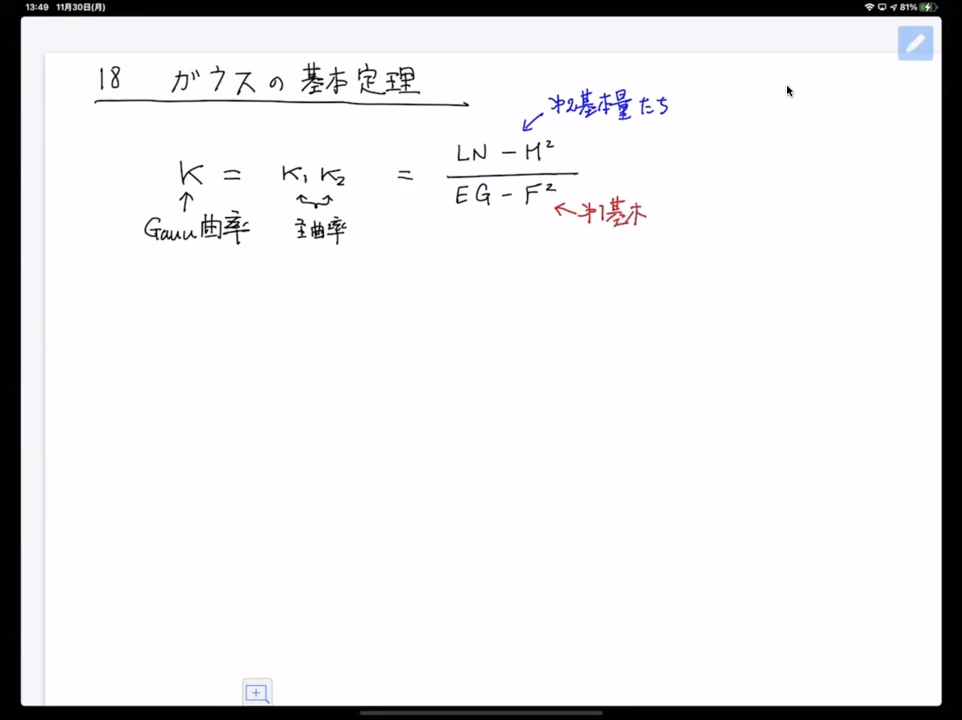 13:49 11月30日(月) 81%
18 ガウスの基本定理
K = K₁ K₂ = (LN - M²) / (EG - F²)
第2基本量たち
第1基本
Gauss曲率 主曲率